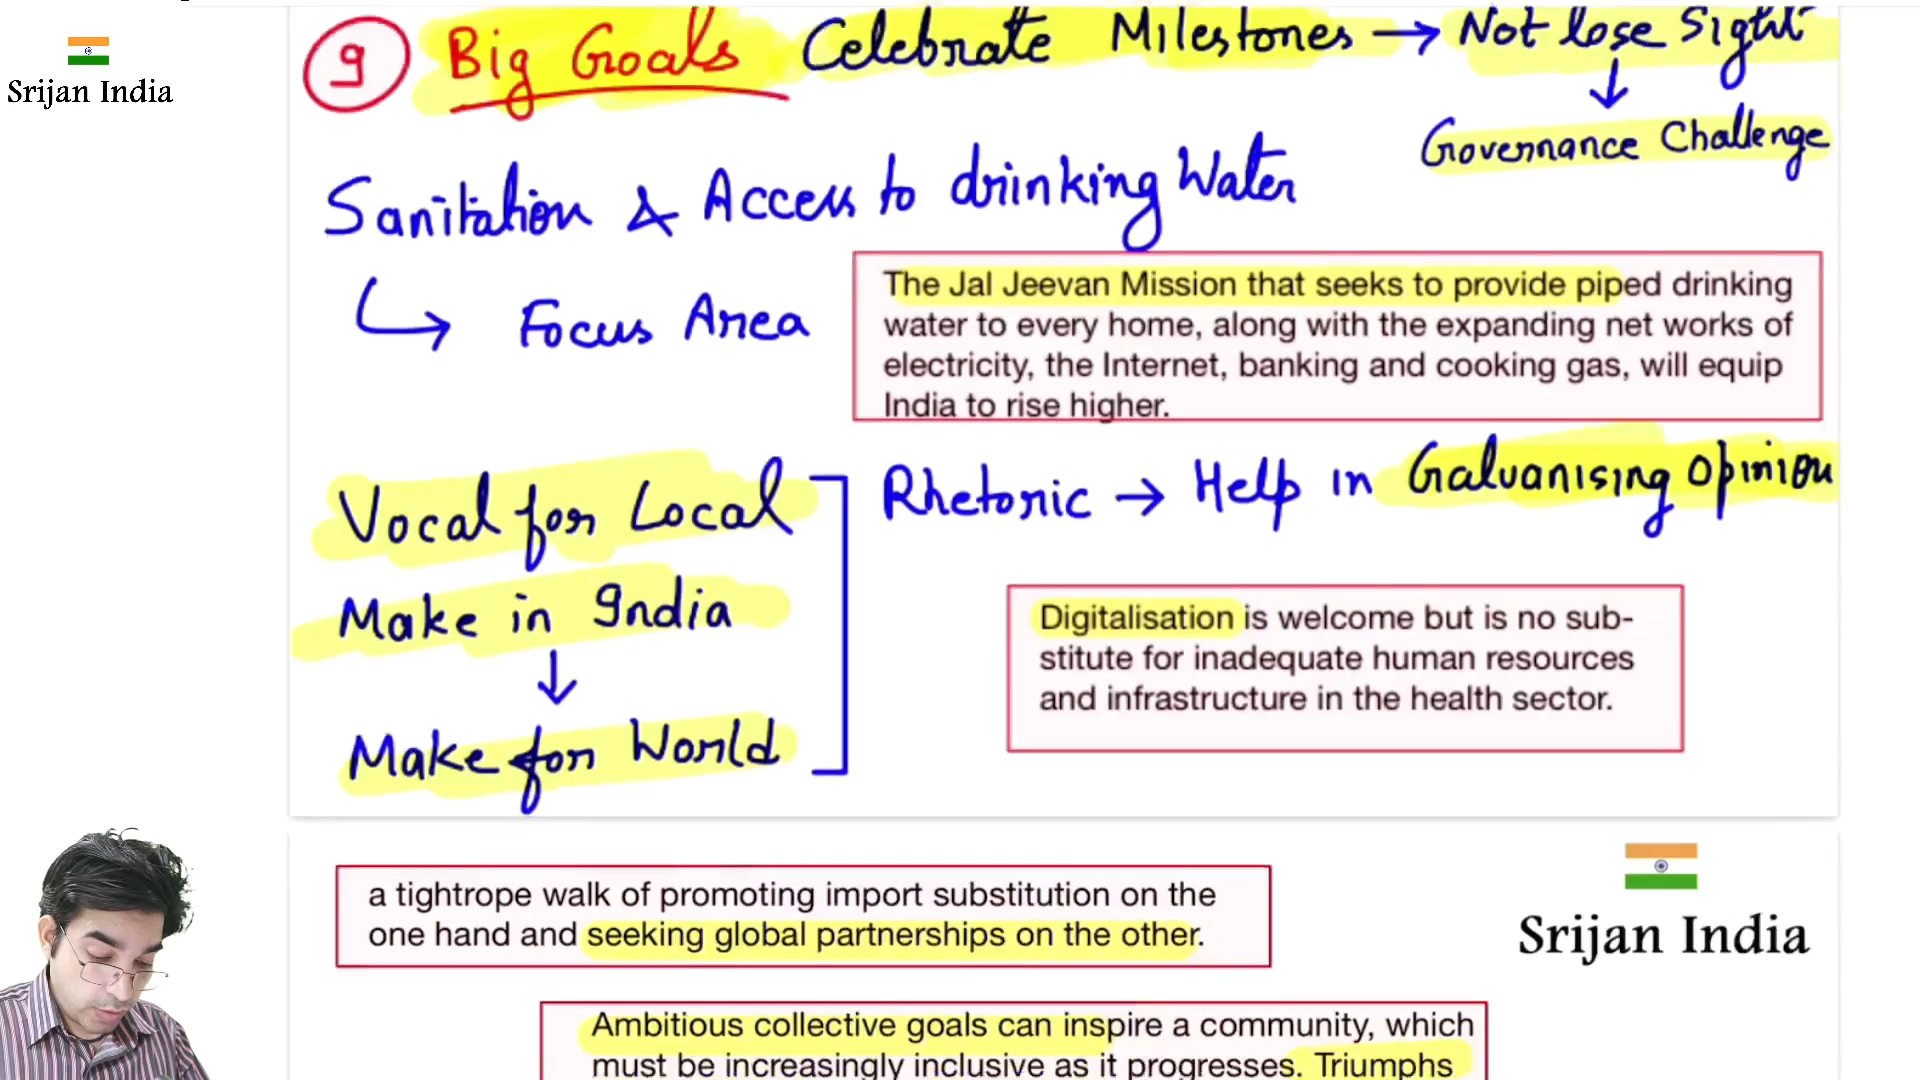 Srijan India
9 Big Goals Celebrate Milestones → Not lose Sight
↓
Governance Challenge
Sanitation & Access to drinking Water
↳ Focus Area
The Jal Jeevan Mission that seeks to provide piped drinking
water to every home, along with the expanding net works of
electricity, the Internet, banking and cooking gas, will equip
India to rise higher.
Vocal for Local
Make in India
↓
Make for World
Rhetoric → Help in Galvanising Opinion
Digitalisation is welcome but is no sub-
stitute for inadequate human resources
and infrastructure in the health sector.
a tightrope walk of promoting import substitution on the
one hand and seeking global partnerships on the other.
Srijan India
Ambitious collective goals can inspire a community, which
must be increasingly inclusive as it progresses. Triumphs